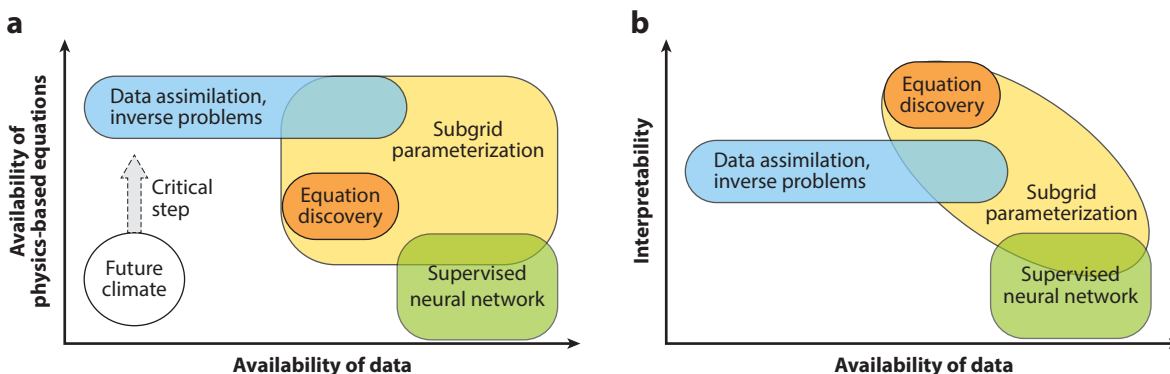 a
Availability of
physics-based equations
Data assimilation,
inverse problems
Subgrid
parameterization
Critical
step
Equation
discovery
Future
climate
Supervised
neural network
Availability of data
b
Interpretability
Equation
discovery
Data assimilation,
inverse problems
Subgrid
parameterization
Supervised
neural network
Availability of data